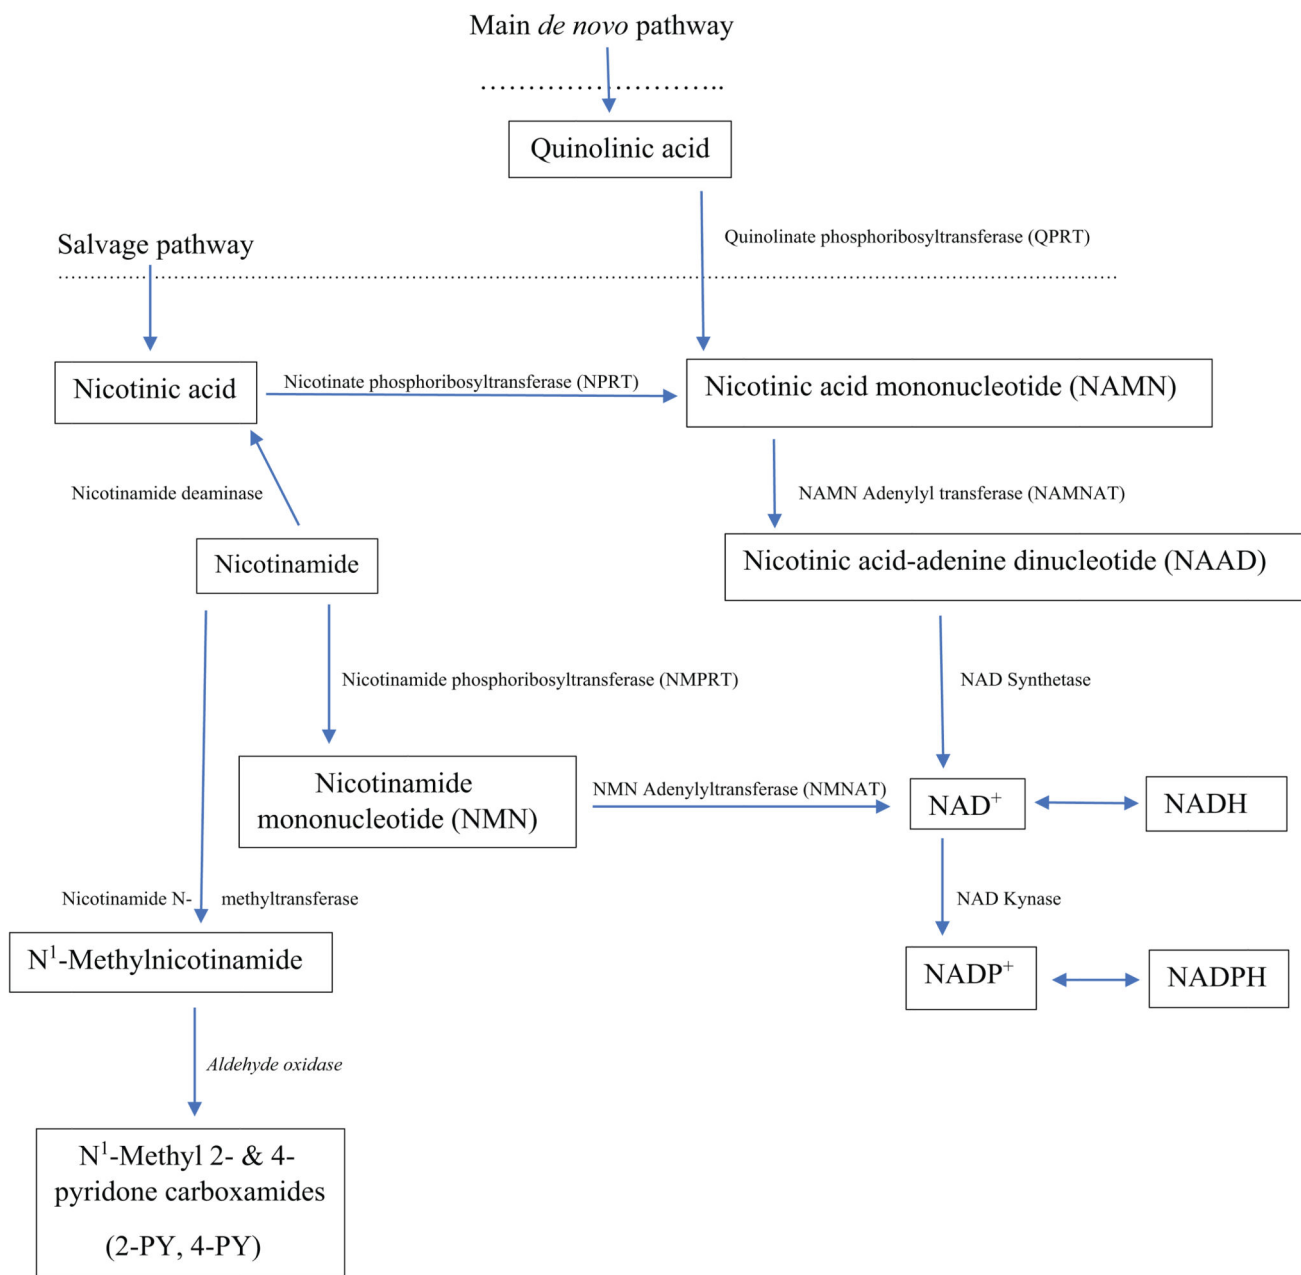 Main de novo pathway
Quinolinic acid
Quinolinate phosphoribosyltransferase (QPRT)
Salvage pathway
Nicotinic acid
Nicotinate phosphoribosyltransferase (NPRT)
Nicotinic acid mononucleotide (NAMN)
Nicotinamide deaminase
NAMN Adenylyl transferase (NAMNAT)
Nicotinamide
Nicotinic acid-adenine dinucleotide (NAAD)
Nicotinamide phosphoribosyltransferase (NMPRT)
NAD Synthetase
Nicotinamide
mononucleotide (NMN)
NMN Adenylyltransferase (NMNAT)
NAD⁺
NADH
Nicotinamide N- methyltransferase
NAD Kynase
N¹-Methylnicotinamide
NADP⁺
NADPH
Aldehyde oxidase
N¹-Methyl 2- & 4-
pyridone carboxamides
(2-PY, 4-PY)